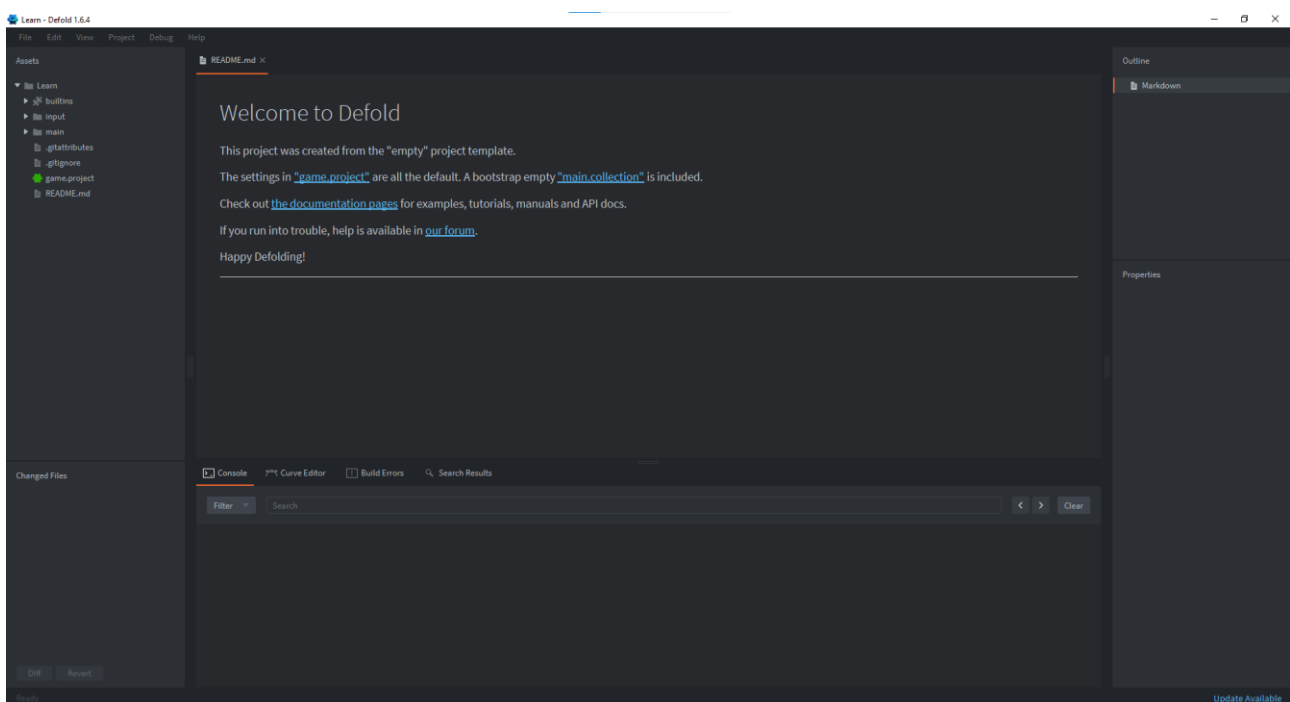 Learn - Defold 1.6.4
File Edit View Project Debug Help
Assets
Learn
builtins
input
main
.gitattributes
.gitignore
game.project
README.md
README.md
Welcome to Defold
This project was created from the "empty" project template.
The settings in "game.project" are all the default. A bootstrap empty "main.collection" is included.
Check out the documentation pages for examples, tutorials, manuals and API docs.
If you run into trouble, help is available in our forum.
Happy Defolding!
Outline
Markdown
Properties
Changed Files
Diff Revert
Console Curve Editor Build Errors Search Results
Filter Search Clear
Ready
Update Available